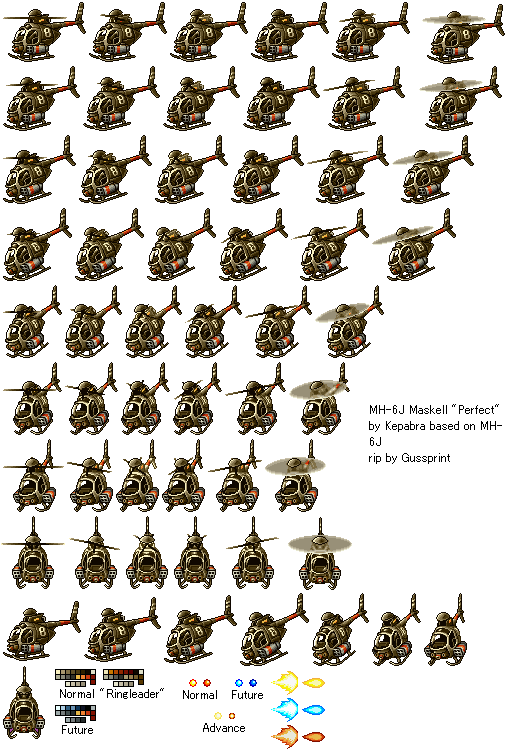 MH-6J Maskell "Perfect"
by Kepabra based on MH-
6J
rip by Gussprint
Normal "Ringleader"
Normal Future
Future
Advance